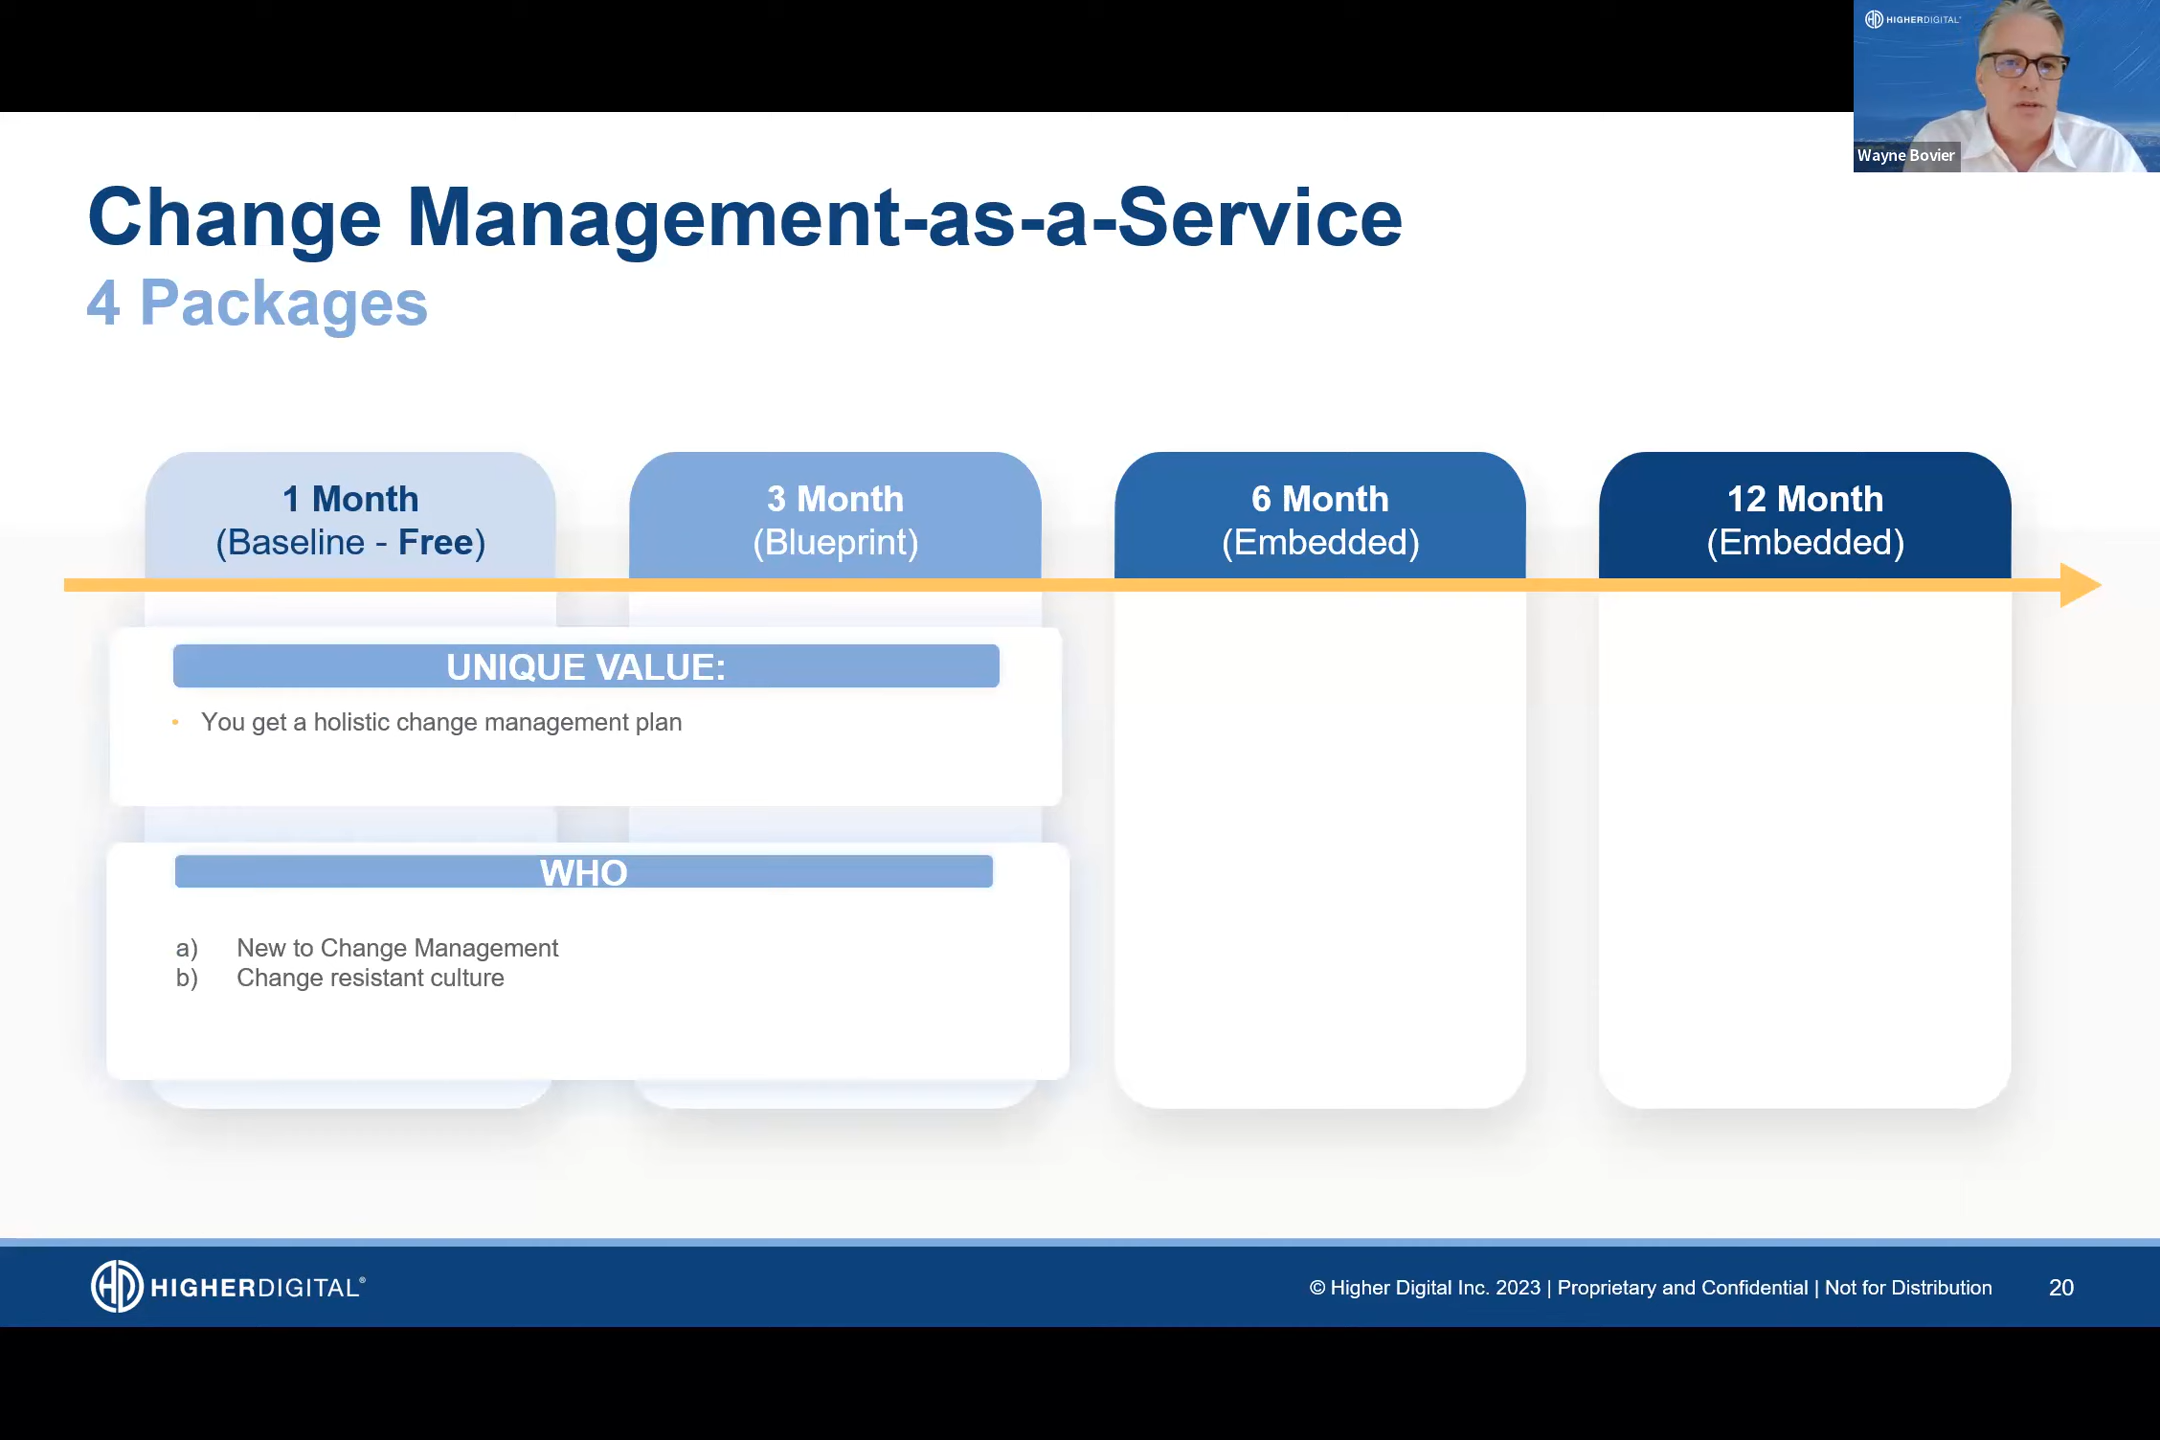 HIGHERDIGITAL
Wayne Bovier
Change Management-as-a-Service
4 Packages
1 Month
(Baseline - Free)
3 Month
(Blueprint)
6 Month
(Embedded)
12 Month
(Embedded)
UNIQUE VALUE:
• You get a holistic change management plan
WHO
a) New to Change Management
b) Change resistant culture
HIGHERDIGITAL®
© Higher Digital Inc. 2023 | Proprietary and Confidential | Not for Distribution
20